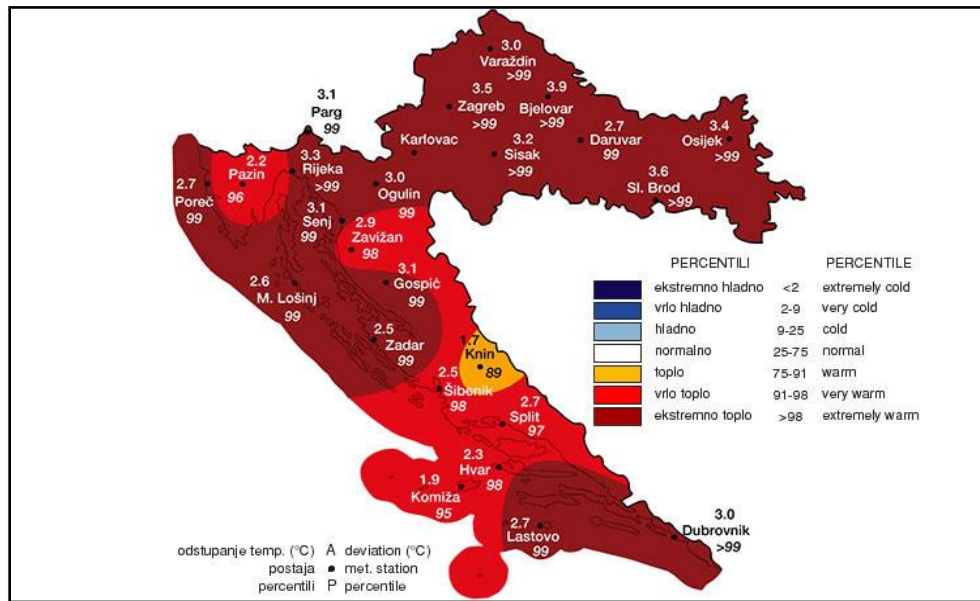 3.0
Varaždin
>99
3.5
Zagreb
>99
3.9
Bjelovar
>99
3.1
Parg
99
Karlovac
3.2
Sisak
>99
2.7
Daruvar
99
3.4
Osijek
>99
2.2
Pazin
96
3.3
Rijeka
>99
2.7
Poreč
99
3.0
Ogulin
99
3.6
Sl. Brod
>99
3.1
Senj
99
2.9
Zavižan
98
3.1
Gospić
99
2.6
M. Lošinj
99
2.5
Zadar
99
1.7
Knin
89
2.5
Šibenik
98
2.7
Split
97
2.3
Hvar
98
1.9
Komiža
95
2.7
Lastovo
99
3.0
Dubrovnik
>99
PERCENTILI PERCENTILE
ekstremno hladno <2 extremely cold
vrlo hladno 2-9 very cold
hladno 9-25 cold
normalno 25-75 normal
toplo 75-91 warm
vrlo toplo 91-98 very warm
ekstremno toplo >98 extremely warm
odstupanje temp. (°C) A deviation (°C)
postaja • met. station
percentili P percentile